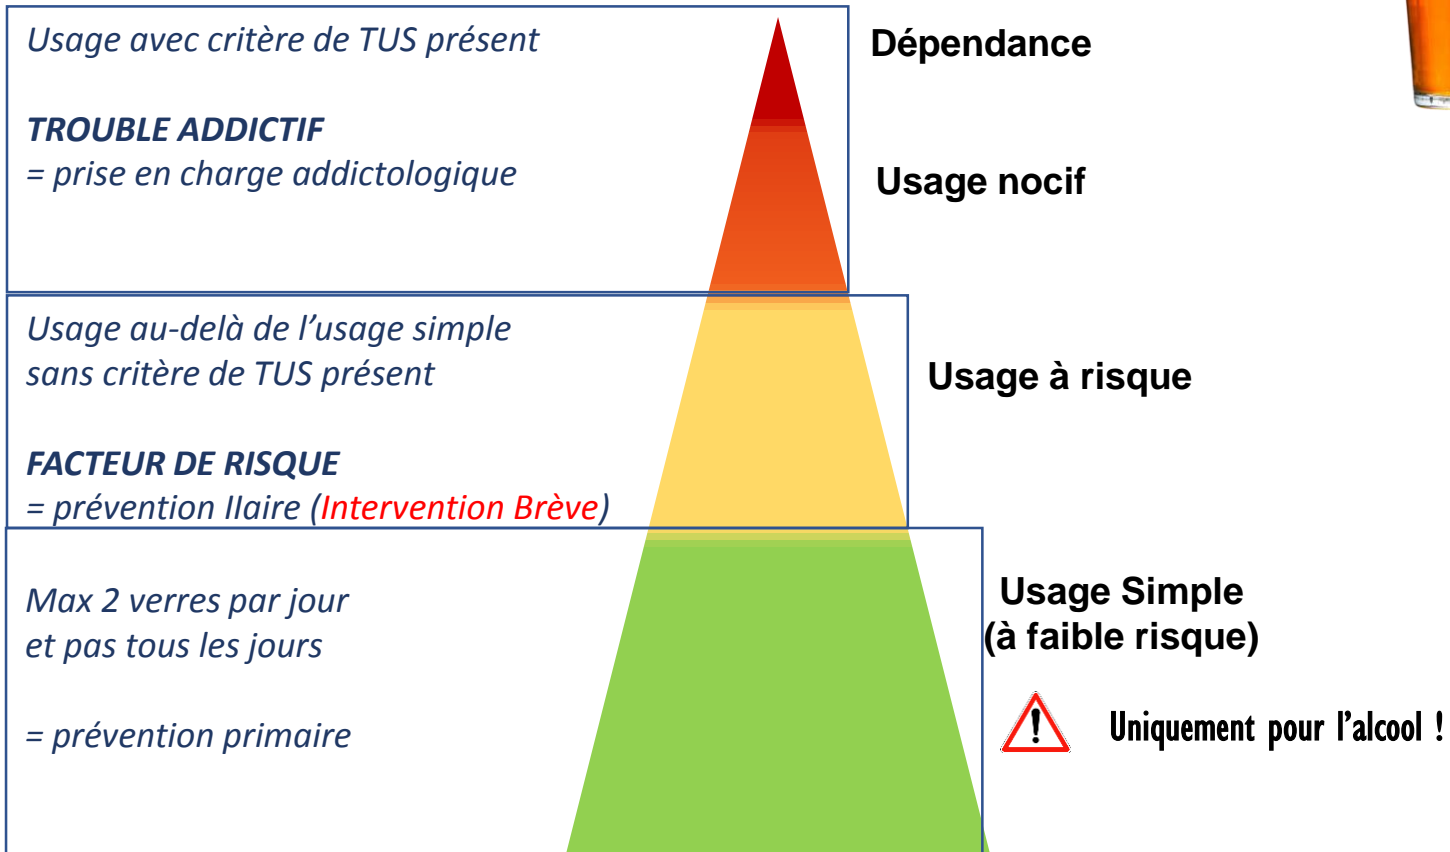 Usage avec critère de TUS présent
TROUBLE ADDICTIF
= prise en charge addictologique
Dépendance
Usage nocif
Usage au-delà de l’usage simple
sans critère de TUS présent
FACTEUR DE RISQUE
= prévention IIaire (Intervention Brève)
Usage à risque
Max 2 verres par jour
et pas tous les jours
= prévention primaire
Usage Simple
(à faible risque)
Uniquement pour l’alcool !